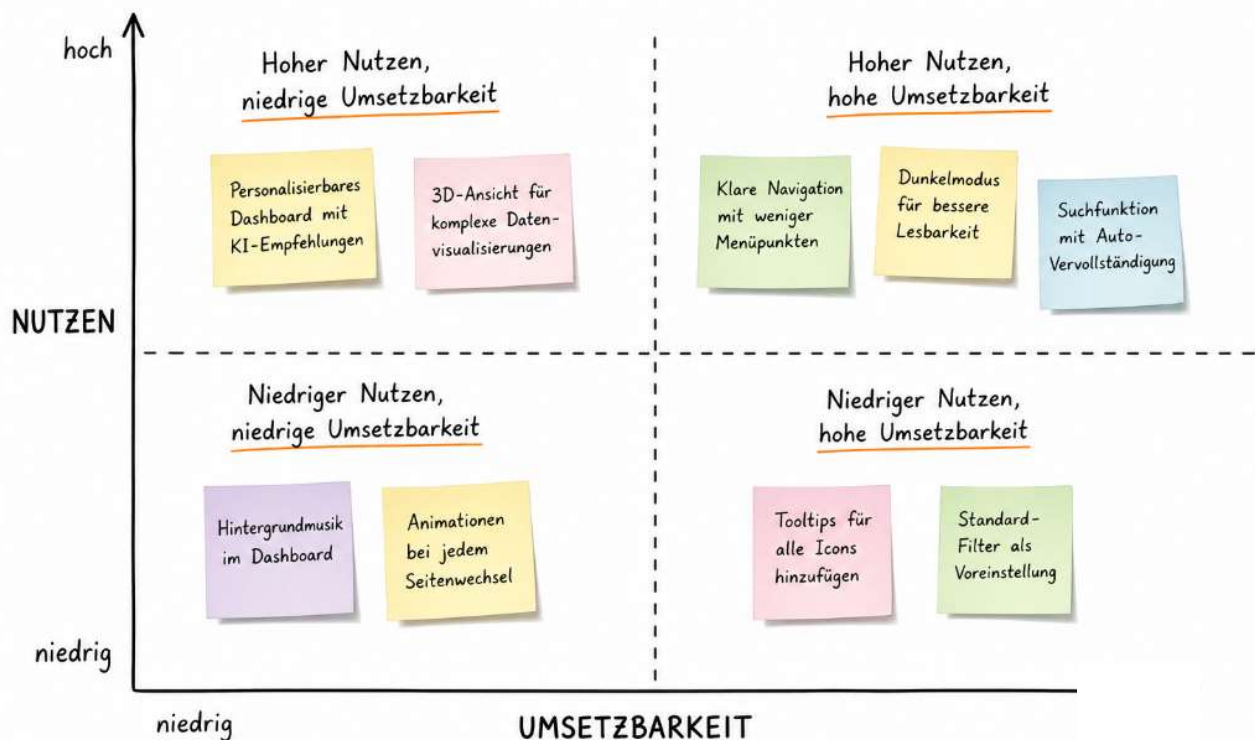 hoch
Hoher Nutzen,
niedrige Umsetzbarkeit
Hoher Nutzen,
hohe Umsetzbarkeit
Personalisierbares
Dashboard mit
KI-Empfehlungen
3D-Ansicht für
komplexe Daten-
visualisierungen
Klare Navigation
mit weniger
Menüpunkten
Dunkelmodus
für bessere
Lesbarkeit
Suchfunktion
mit Auto-
Vervollständigung
NUTZEN
Niedriger Nutzen,
niedrige Umsetzbarkeit
Niedriger Nutzen,
hohe Umsetzbarkeit
Hintergrundmusik
im Dashboard
Animationen
bei jedem
Seitenwechsel
Tooltips für
alle Icons
hinzufügen
Standard-
Filter als
Voreinstellung
niedrig
niedrig
UMSETZBARKEIT